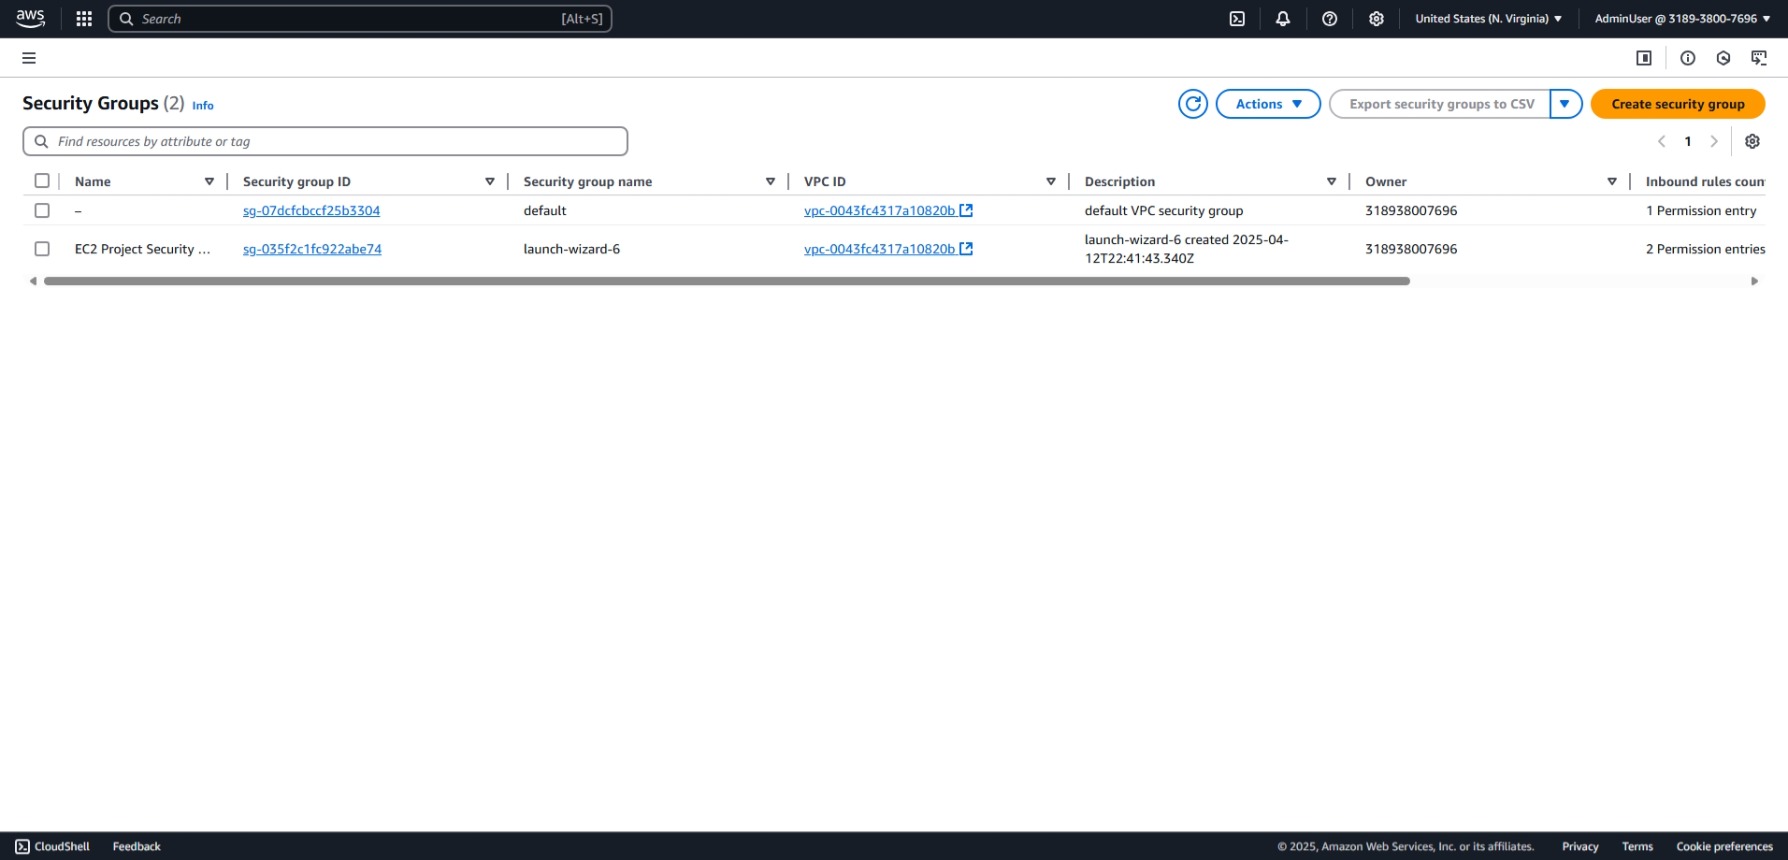 aws
Search [Alt+S]
United States (N. Virginia)
AdminUser @ 3189-3800-7696
Security Groups (2) Info
Actions
Export security groups to CSV
Create security group
Find resources by attribute or tag
1
Name Security group ID Security group name VPC ID Description Owner Inbound rules coun
– sg-07dcfcbccf25b3304 default vpc-0043fc4317a10820b default VPC security group 318938007696 1 Permission entry
EC2 Project Security ... sg-035f2c1fc922abe74 launch-wizard-6 vpc-0043fc4317a10820b launch-wizard-6 created 2025-04-
12T22:41:43.340Z 318938007696 2 Permission entries
CloudShell Feedback © 2025, Amazon Web Services, Inc. or its affiliates. Privacy Terms Cookie preferences